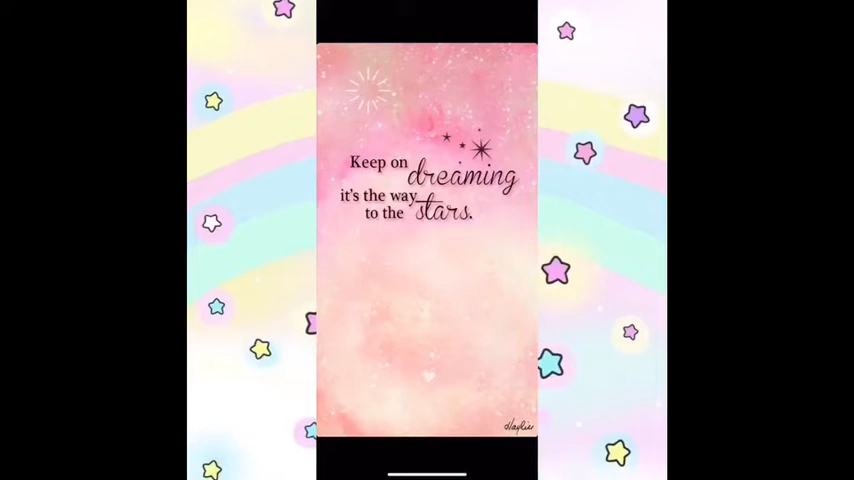 Keep on dreaming
it's the way
to the stars.